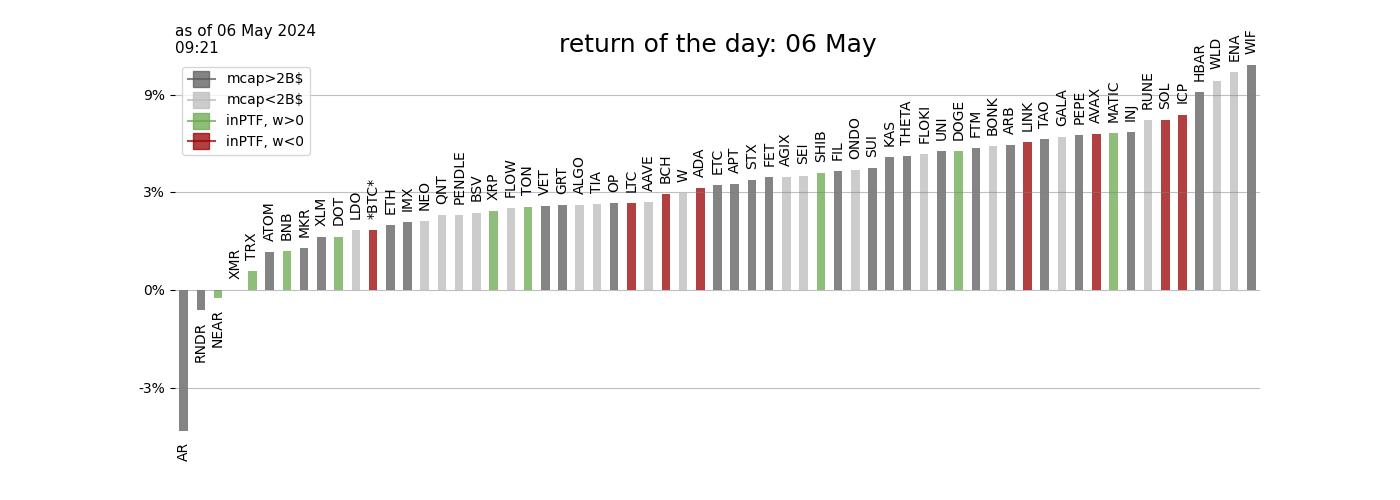 as of 06 May 2024
09:21
return of the day: 06 May
mcap>2B$
mcap<2B$
inPTF, w>0
inPTF, w<0
9%
3%
0%
-3%
AR
RNDR
NEAR
XMR
TRX
ATOM
BNB
MKR
XLM
DOT
LDO
*BTC*
ETH
IMX
NEO
QNT
PENDLE
BSV
XRP
FLOW
TON
VET
GRT
ALGO
TIA
OP
LTC
AAVE
BCH
W
ADA
ETC
APT
STX
FET
AGIX
SEI
SHIB
FIL
ONDO
SUI
KAS
THETA
FLOKI
UNI
DOGE
FTM
BONK
ARB
LINK
TAO
GALA
PEPE
AVAX
MATIC
INJ
RUNE
SOL
ICP
HBAR
WLD
ENA
WIF